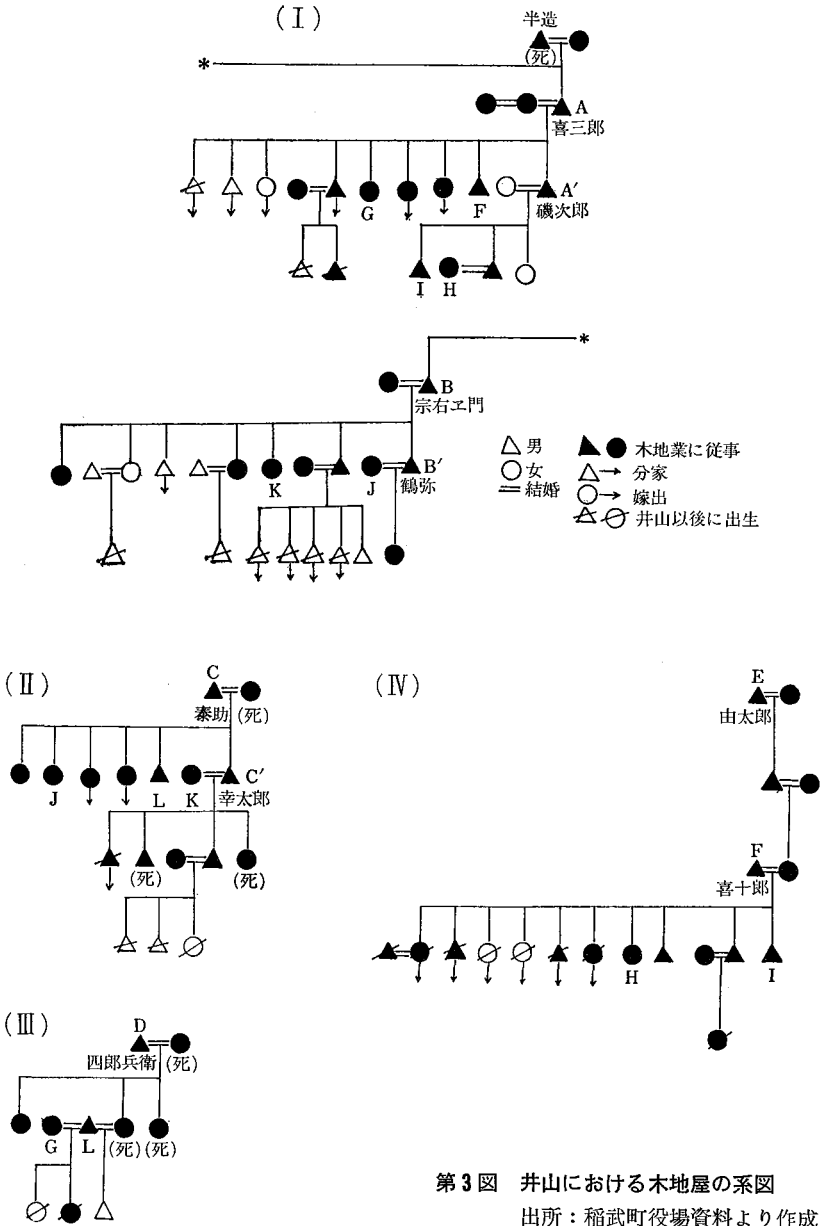 (Ⅰ)
半造
(死)
*
A
喜三郎
G
F
A′
磯次郎
I
H
*
B
宗右ヱ門
K
J
B′
鶴弥
△ 男
○ 女
═ 結婚
▲ ● 木地業に従事
△→ 分家
○→ 嫁出
井山以後に出生
(Ⅱ)
C
泰助 (死)
J
L
K
C′
幸太郎
(死)
(死)
(Ⅲ)
D
四郎兵衛 (死)
G
L
(死) (死)
(Ⅳ)
E
由太郎
F
喜十郎
H
I
第3図 井山における木地屋の系図
出所:稲武町役場資料より作成